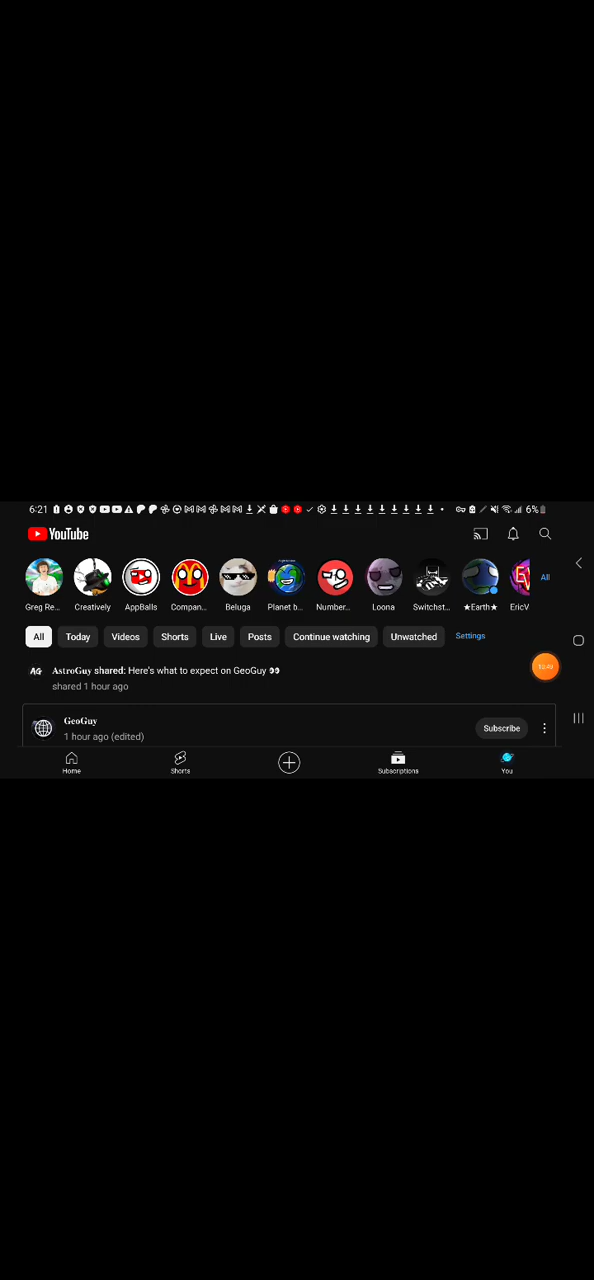 6:21 6%
YouTube
Greg Re... Creatively AppBalls Compan... Beluga Planet b... Number... Loona Switchst... ★Earth★ EricV All
All Today Videos Shorts Live Posts Continue watching Unwatched Settings
AG AstroGuy shared: Here's what to expect on GeoGuy 👀
shared 1 hour ago
GeoGuy
1 hour ago (edited) Subscribe
Home Shorts Subscriptions You